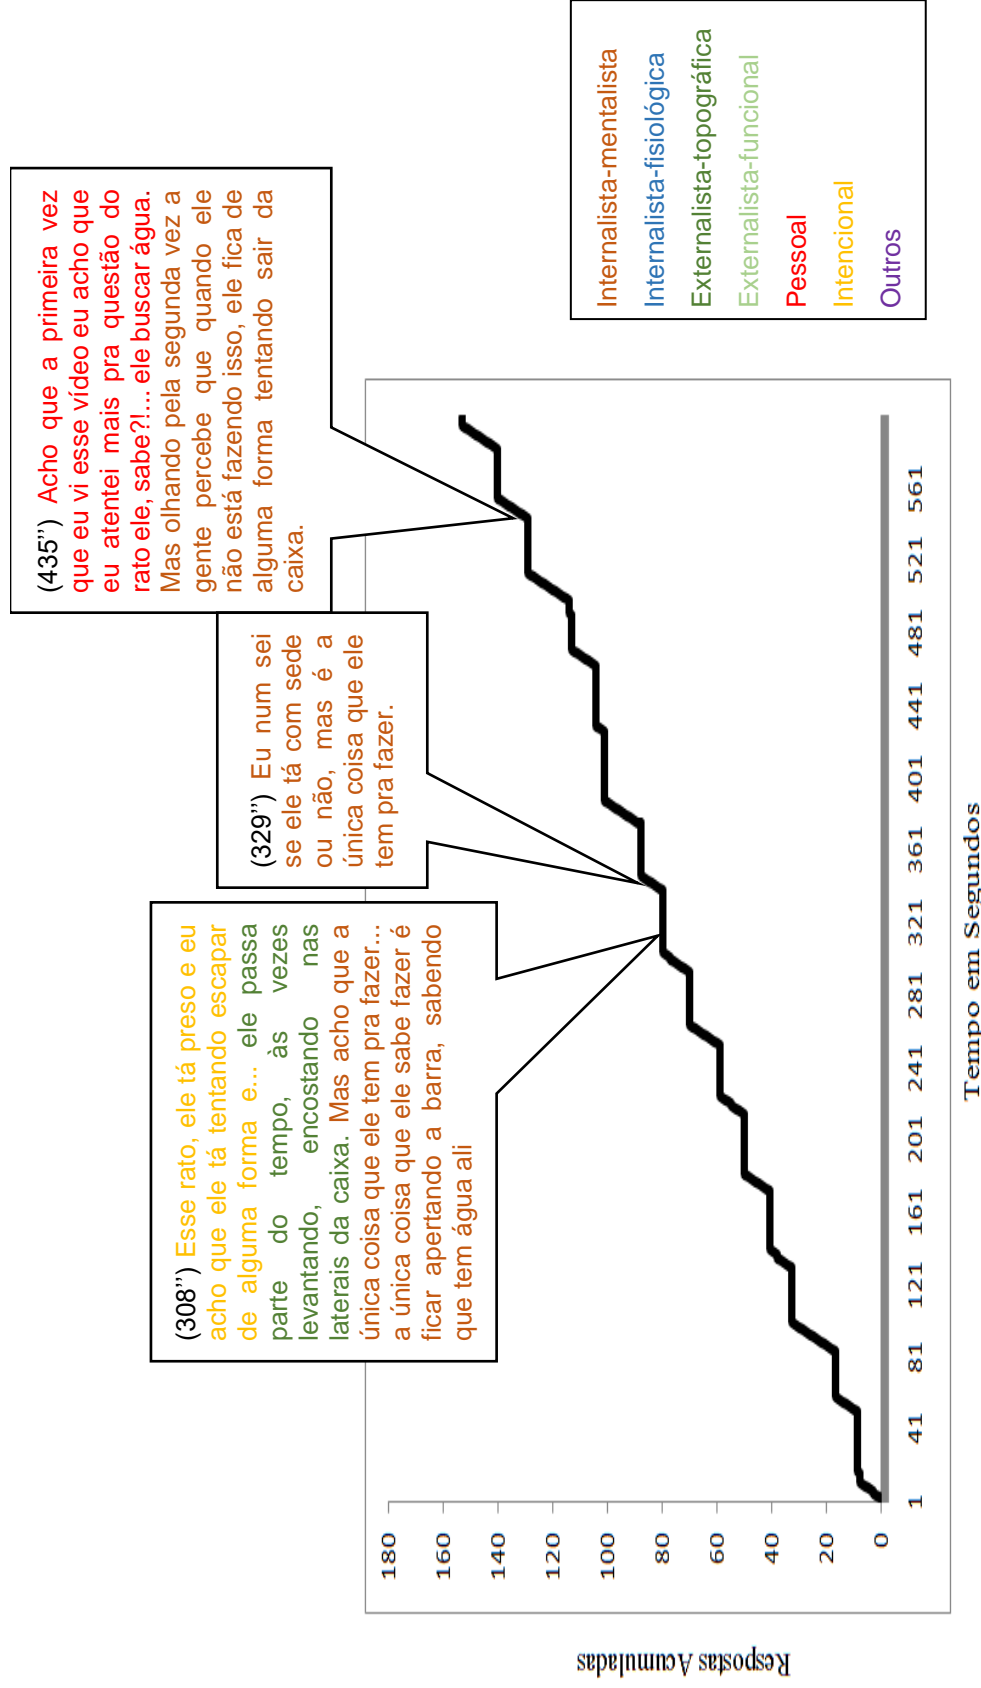 (435”) Acho que a primeira vez
que eu vi esse vídeo eu acho que
eu atentei mais pra questão do
rato ele, sabe?!... ele buscar água.
Mas olhando pela segunda vez a
gente percebe que quando ele
não está fazendo isso, ele fica de
alguma forma tentando sair da
caixa.
(329”) Eu num sei
se ele tá com sede
ou não, mas é a
única coisa que ele
tem pra fazer.
(308”) Esse rato, ele tá preso e eu
acho que ele tá tentando escapar
de alguma forma e... ele passa
parte do tempo, às vezes
levantando, encostando nas
laterais da caixa. Mas acho que a
única coisa que ele tem pra fazer...
a única coisa que ele sabe fazer é
ficar apertando a barra, sabendo
que tem água ali
Internalista-mentalista
Internalista-fisiológica
Externalista-topográfica
Externalista-funcional
Pessoal
Intencional
Outros
Respostas Acumuladas
180
160
140
120
100
80
60
40
20
0
1 41 81 121 161 201 241 281 321 361 401 441 481 521 561
Tempo em Segundos